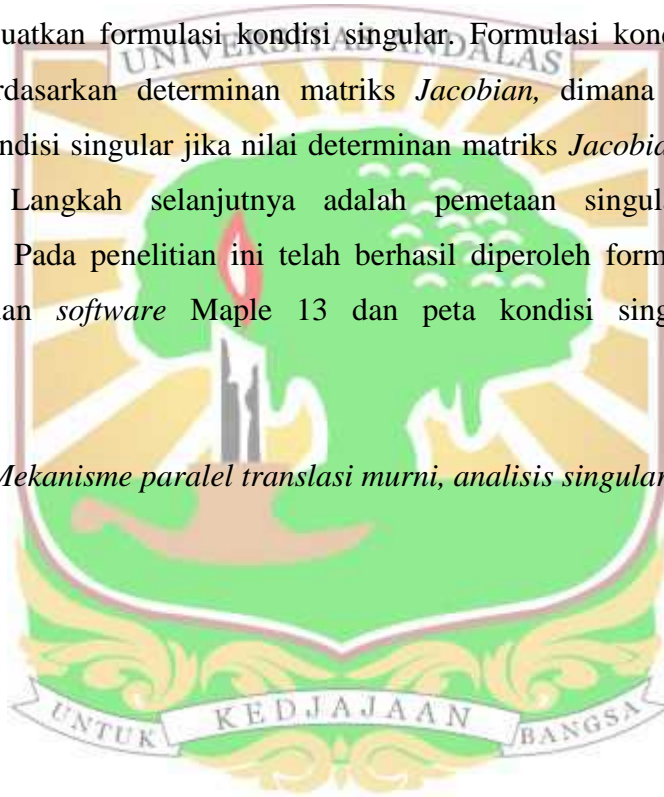 uatkan formulasi kondisi singular. Formulasi kond
UNIVERSITAS ANDALAS
rdasarkan determinan matriks Jacobian, dimana
ndisi singular jika nilai determinan matriks Jacobia
Langkah selanjutnya adalah pemetaan singula
Pada penelitian ini telah berhasil diperoleh form
an software Maple 13 dan peta kondisi sing
Mekanisme paralel translasi murni, analisis singular
UNTUK KEDJAJAAN BANGSA